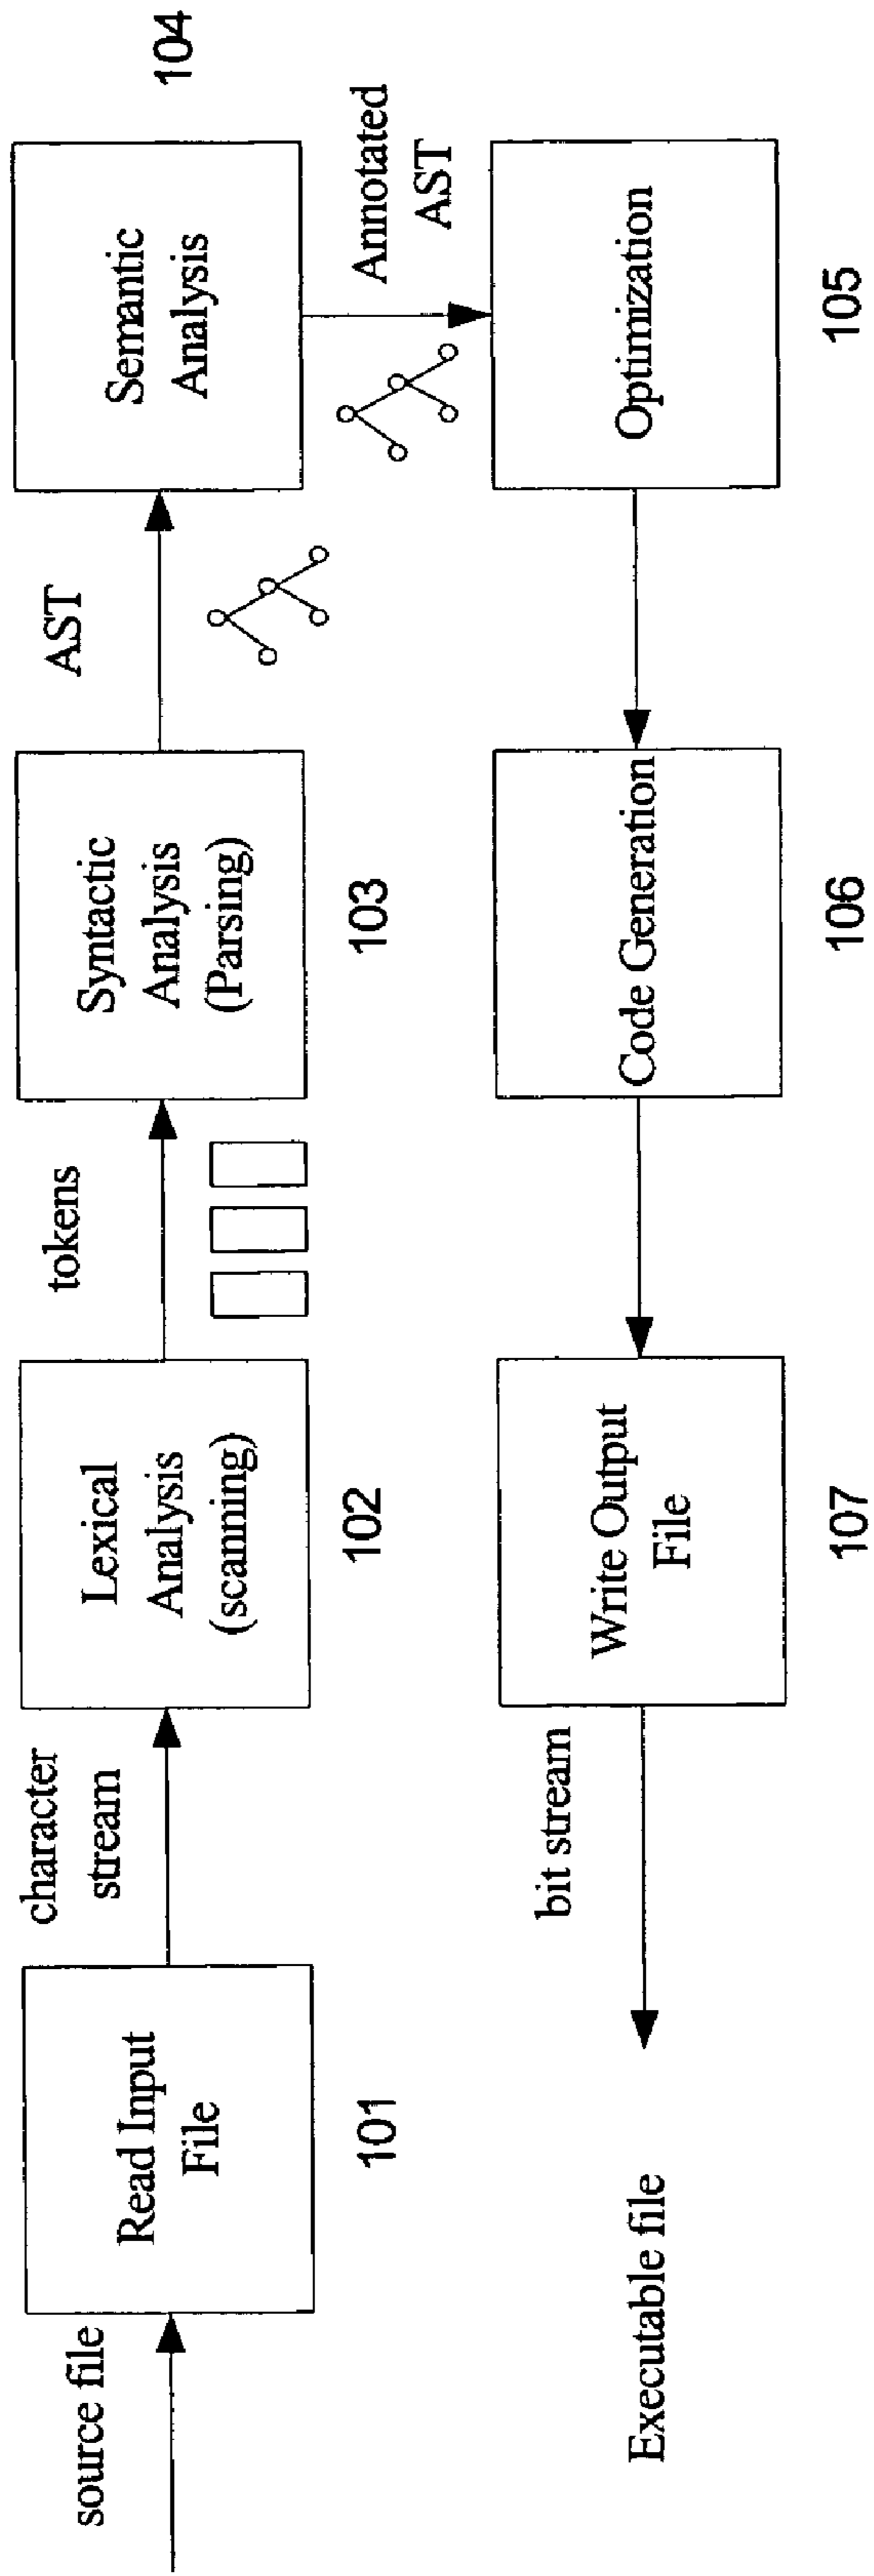 source file
Read Input
File
101
character
stream
Lexical
Analysis
(scanning)
102
tokens
Syntactic
Analysis
(Parsing)
103
AST
Semantic
Analysis
104
Annotated
AST
Optimization
105
Code Generation
106
Write Output
File
107
bit stream
Executable file